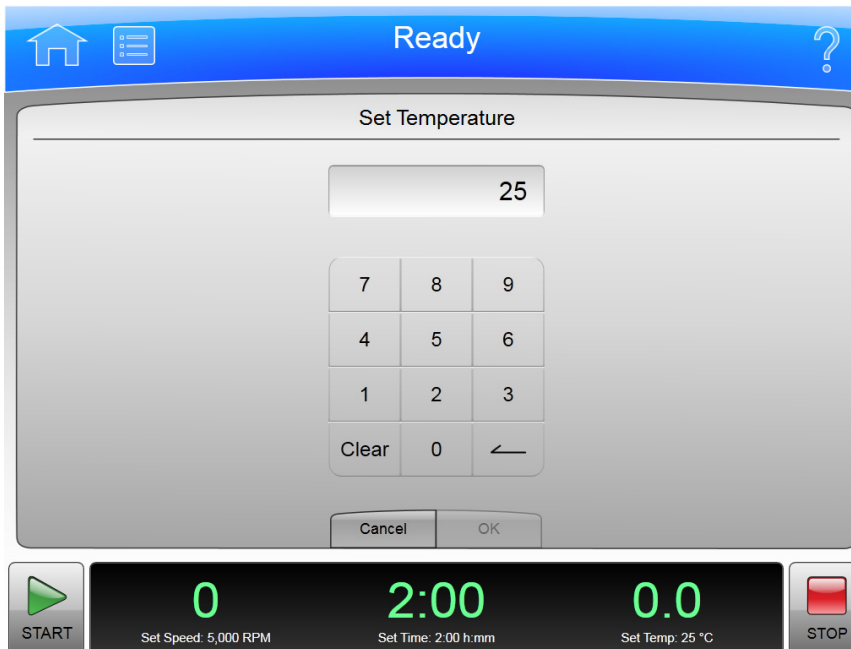 Ready
?
Set Temperature
25
7 8 9
4 5 6
1 2 3
Clear 0
Cancel OK
0 2:00 0.0
START Set Speed: 5,000 RPM Set Time: 2:00 h:mm Set Temp: 25 °C STOP